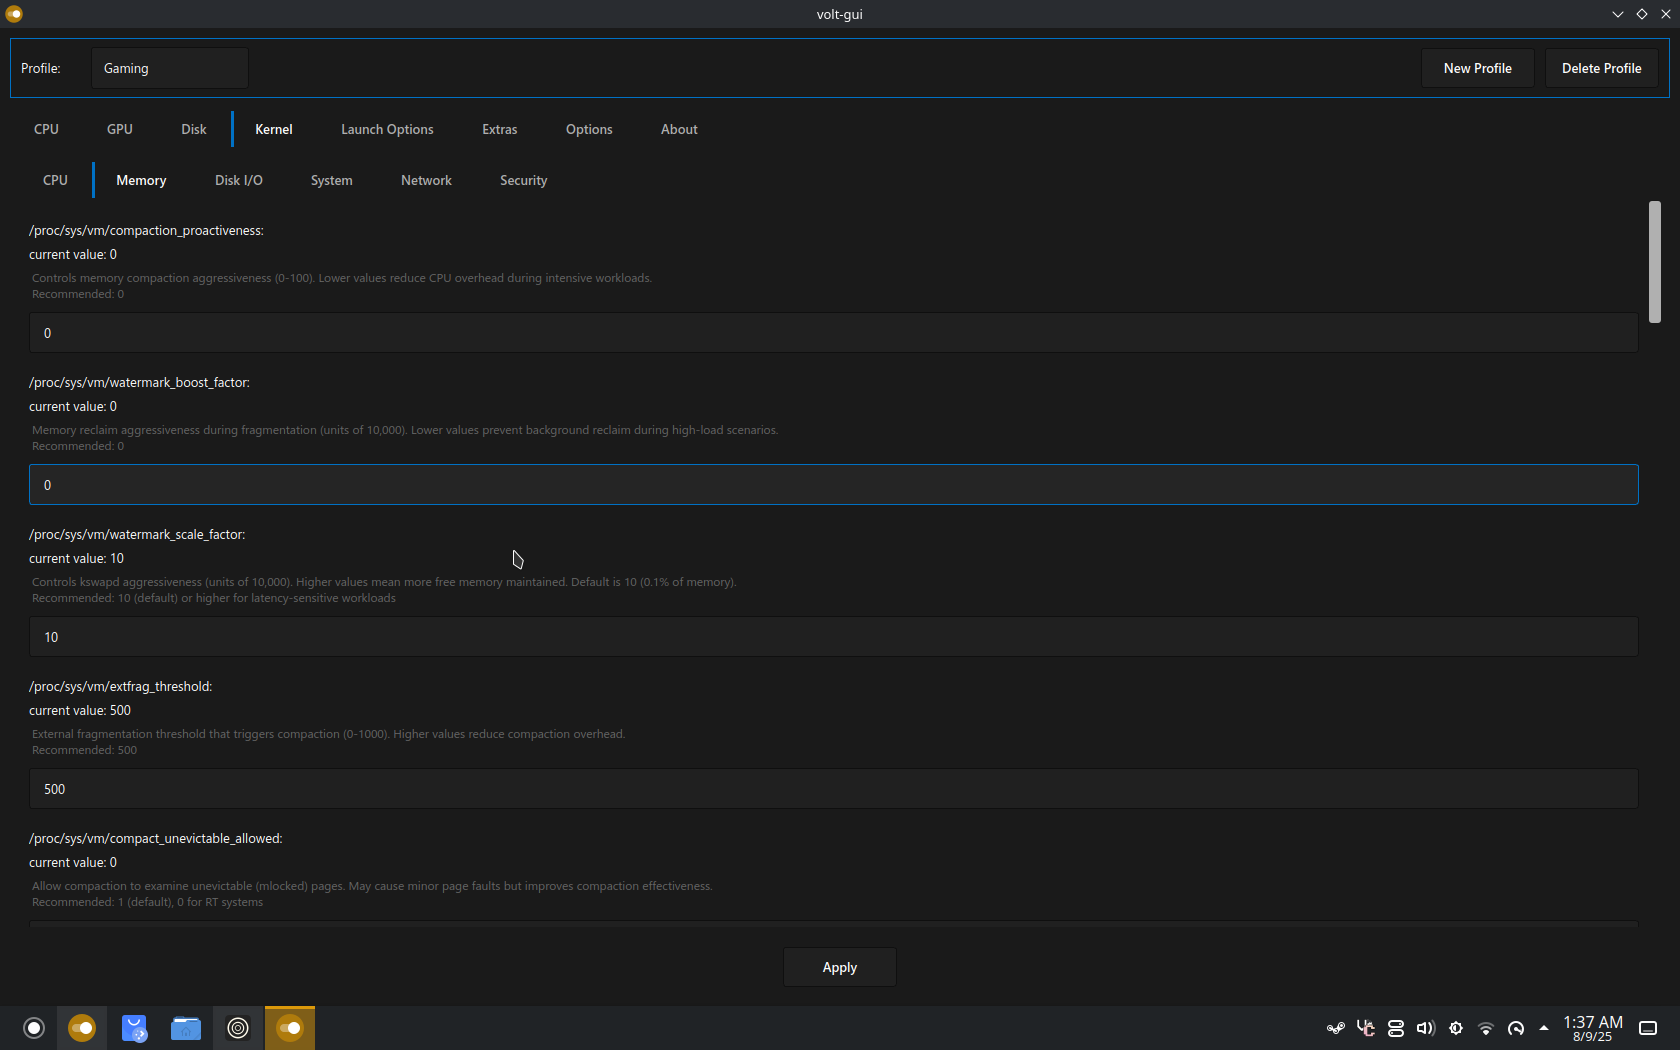 volt-gui
Profile: Gaming New Profile Delete Profile
CPU GPU Disk Kernel Launch Options Extras Options About
CPU Memory Disk I/O System Network Security
/proc/sys/vm/compaction_proactiveness:
current value: 0
Controls memory compaction aggressiveness (0-100). Lower values reduce CPU overhead during intensive workloads.
Recommended: 0
0
/proc/sys/vm/watermark_boost_factor:
current value: 0
Memory reclaim aggressiveness during fragmentation (units of 10,000). Lower values prevent background reclaim during high-load scenarios.
Recommended: 0
0
/proc/sys/vm/watermark_scale_factor:
current value: 10
Controls kswapd aggressiveness (units of 10,000). Higher values mean more free memory maintained. Default is 10 (0.1% of memory).
Recommended: 10 (default) or higher for latency-sensitive workloads
10
/proc/sys/vm/extfrag_threshold:
current value: 500
External fragmentation threshold that triggers compaction (0-1000). Higher values reduce compaction overhead.
Recommended: 500
500
/proc/sys/vm/compact_unevictable_allowed:
current value: 0
Allow compaction to examine unevictable (mlocked) pages. May cause minor page faults but improves compaction effectiveness.
Recommended: 1 (default), 0 for RT systems
Apply
1:37 AM
8/9/25